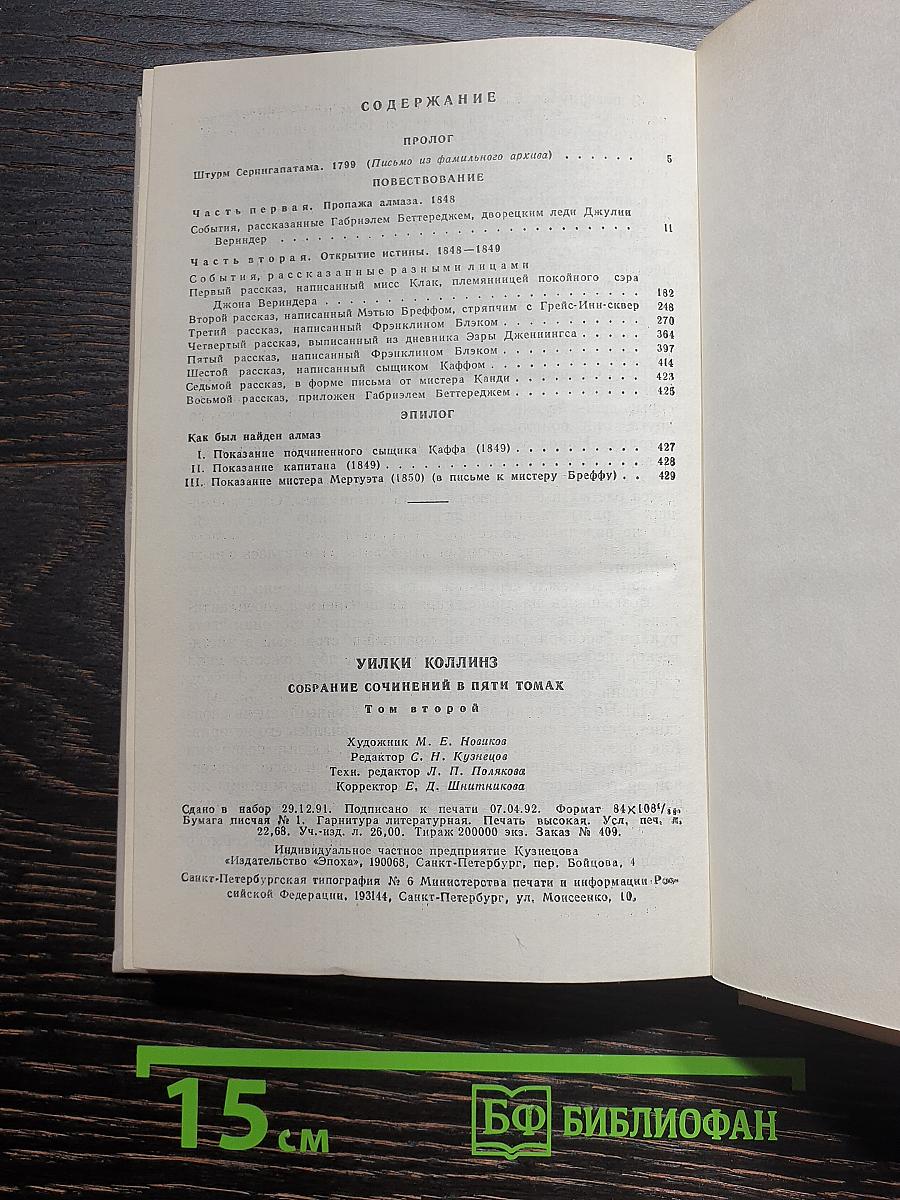 СОДЕРЖАНИЕ
ПРОЛОГ
Штурм Серингапатама. 1799 (Письмо из фамильного архива) . . . . . . 5
ПОВЕСТВОВАНИЕ
Часть первая. Пропажа алмаза. 1848
События, рассказанные Габриэлем Беттереджем, дворецким леди Джулии
Вериндер . . . . . . . . . . . . . . . . . . . . . . . . . . . . 11
Часть вторая. Открытие истины. 1848—1849
События, рассказанные разными лицами
Первый рассказ, написанный мисс Клак, племянницей покойного сэра
Джона Вериндера . . . . . . . . . . . . . . . . . . . . . . . . 182
Второй рассказ, написанный Мэтью Бреффом, стряпчим с Грейс-Инн-сквер 248
Третий рассказ, написанный Фрэнклином Блэком . . . . . . . . . . . 270
Четвертый рассказ, выписанный из дневника Эзры Дженнингса . . . . . . 364
Пятый рассказ, написанный Фрэнклином Блэком . . . . . . . . . . . 397
Шестой рассказ, написанный сыщиком Каффом . . . . . . . . . . . . 414
Седьмой рассказ, в форме письма от мистера Канди . . . . . . . . . . 423
Восьмой рассказ, приложен Габриэлем Беттереджем . . . . . . . . . . 425
ЭПИЛОГ
Как был найден алмаз
I. Показание подчиненного сыщика Каффа (1849) . . . . . . . . . . 427
II. Показание капитана (1849) . . . . . . . . . . . . . . . . . . . . 428
III. Показание мистера Мертуэта (1850) (в письме к мистеру Бреффу) . . 429
УИЛКИ КОЛЛИНЗ
СОБРАНИЕ СОЧИНЕНИЙ В ПЯТИ ТОМАХ
Том второй
Художник М. Е. Новиков
Редактор С. Н. Кузнецов
Техн. редактор Л. П. Полякова
Корректор Е. Д. Шнитникова
Сдано в набор 29.12.91. Подписано к печати 07.04.92. Формат 84×108¹/₃₂.
Бумага писчая № 1. Гарнитура литературная. Печать высокая. Усл. печ. л.
22,68. Уч.-изд. л. 26,00. Тираж 200000 экз. Заказ № 409.
Индивидуальное частное предприятие Кузнецова
«Издательство «Эпоха», 190068, Санкт-Петербург, пер. Бойцова, 4
Санкт-Петербургская типография № 6 Министерства печати и информации Рос-
сийской Федерации, 193144, Санкт-Петербург, ул. Моисеенко, 10,
15 см
БФ БИБЛИОФАН